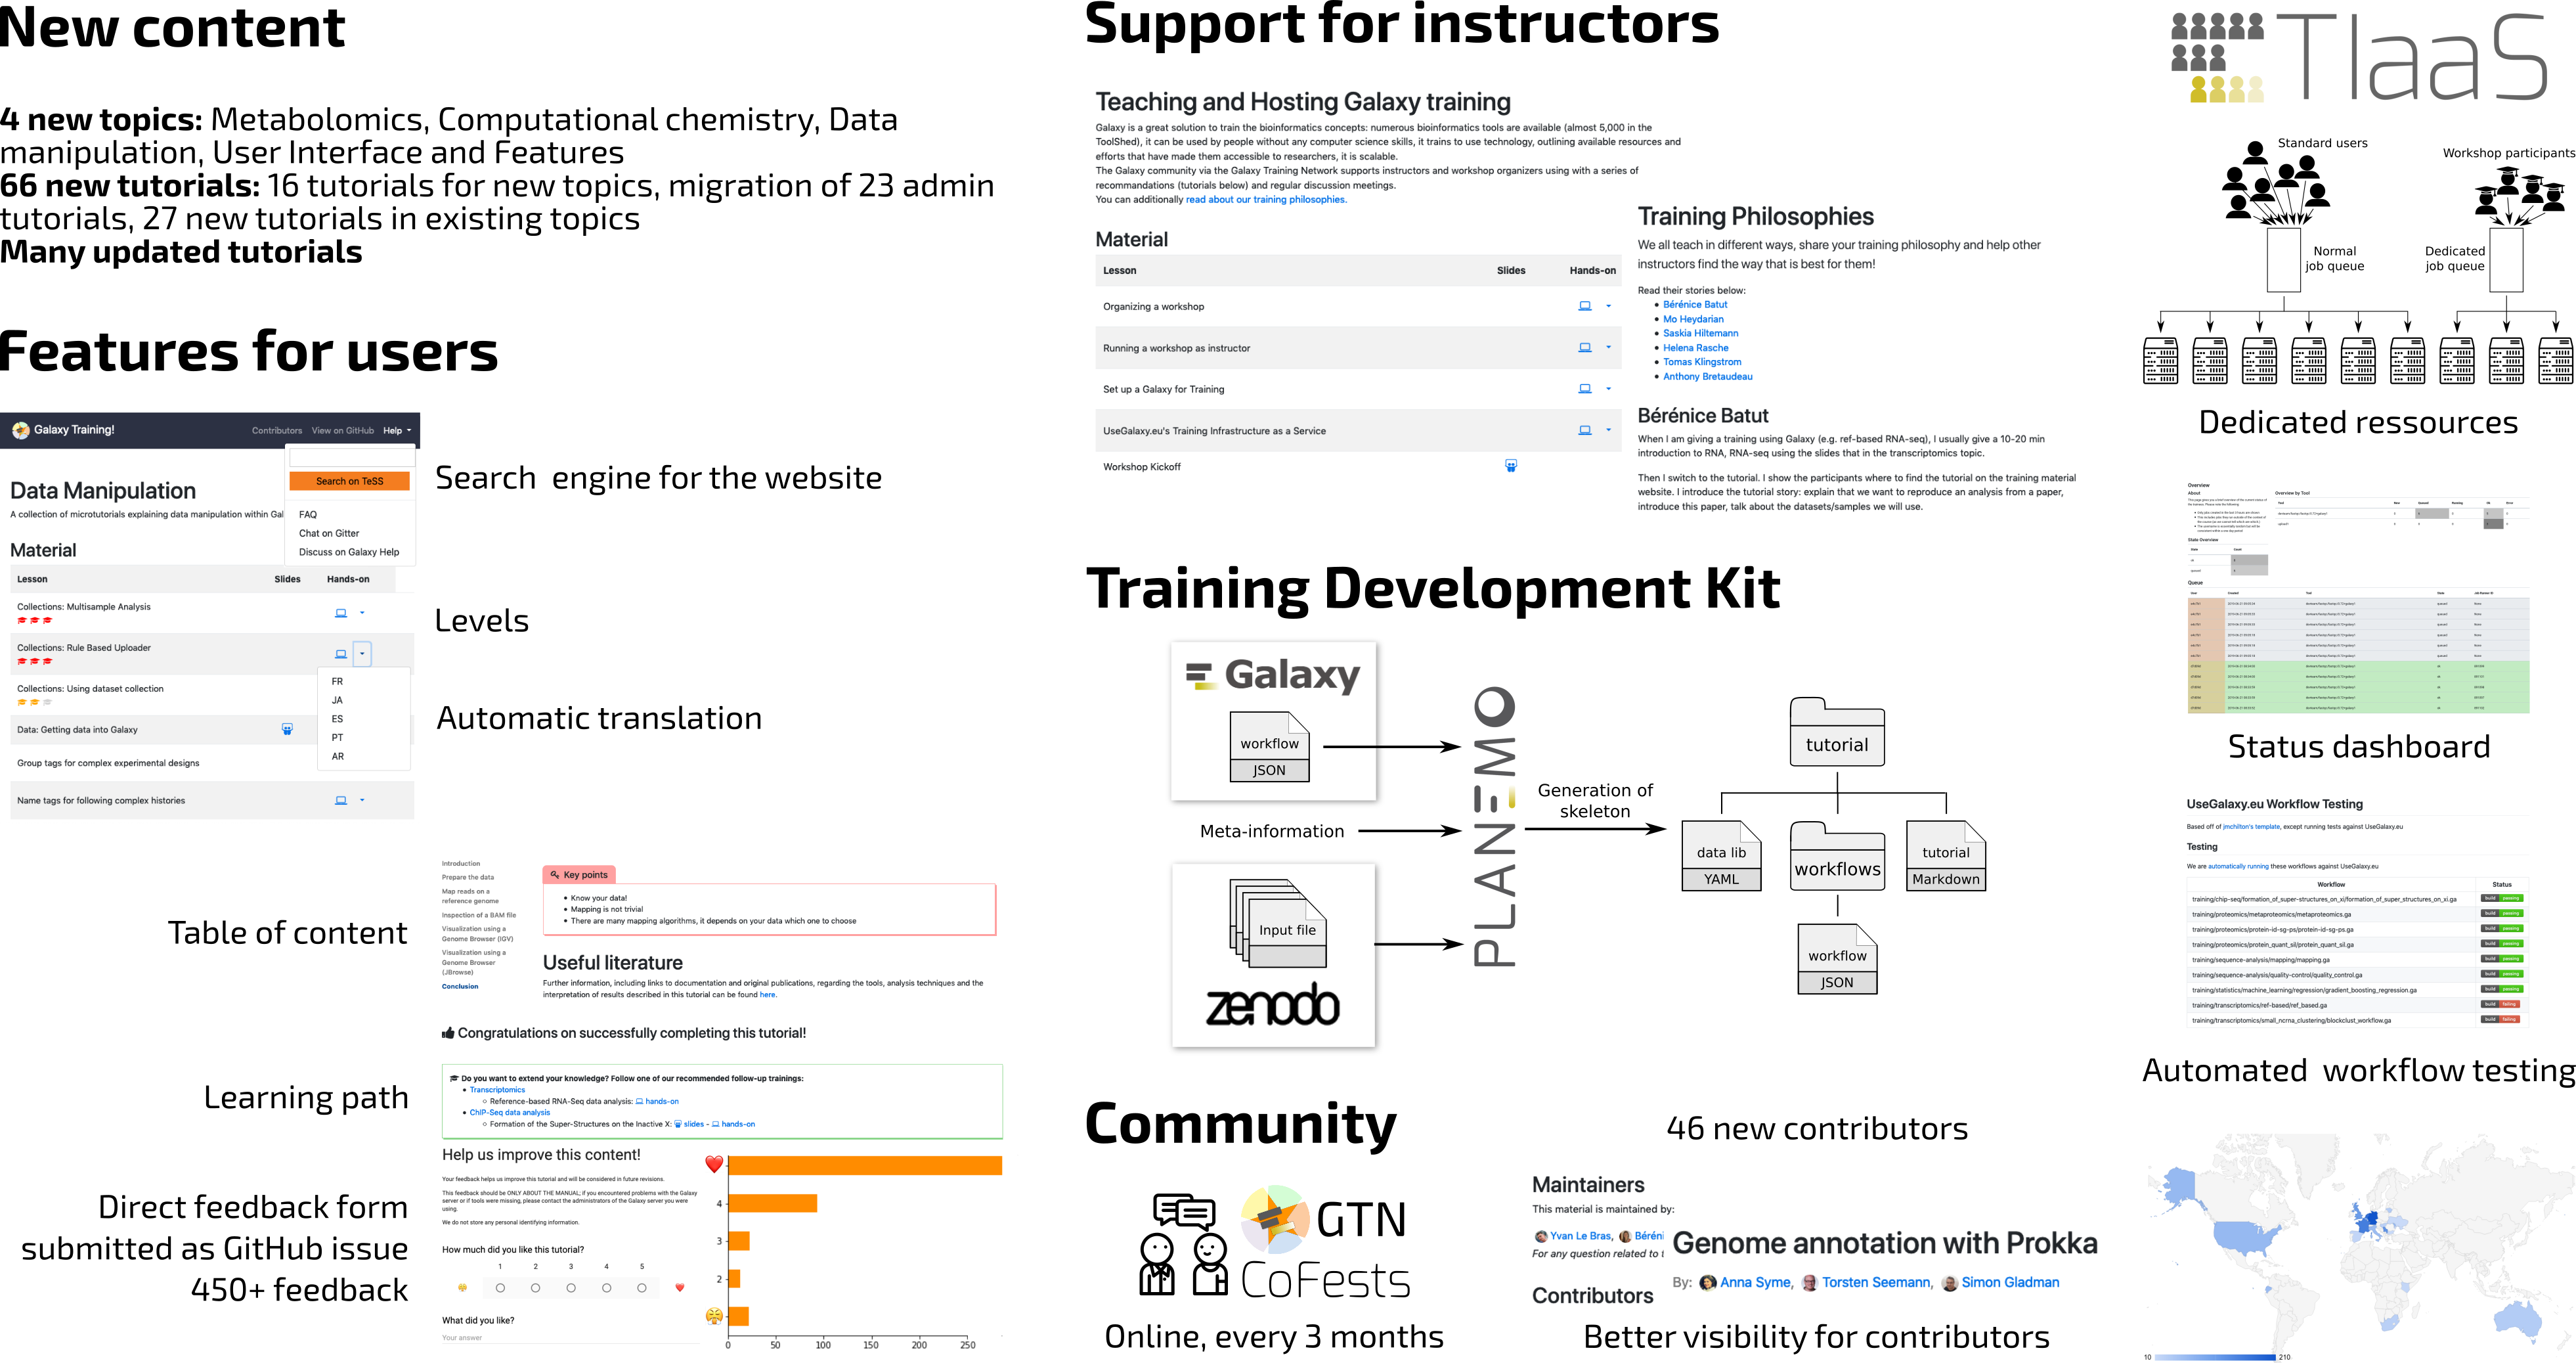 New content
4 new topics: Metabolomics, Computational chemistry, Data
manipulation, User Interface and Features
66 new tutorials: 16 tutorials for new topics, migration of 23 admin
tutorials, 27 new tutorials in existing topics
Many updated tutorials
Features for users
Galaxy Training!
Contributors View on GitHub Help
Search on TeSS
FAQ
Chat on Gitter
Discuss on Galaxy Help
Data Manipulation
A collection of microtutorials explaining data manipulation within Gal
Material
Lesson Slides Hands-on
Collections: Multisample Analysis
Collections: Rule Based Uploader
Collections: Using dataset collection
Data: Getting data into Galaxy
Group tags for complex experimental designs
Name tags for following complex histories
FR
JA
ES
PT
AR
Search engine for the website
Levels
Automatic translation
Table of content
Introduction
Prepare the data
Map reads on a
reference genome
Inspection of a BAM file
Visualization using a
Genome Browser (IGV)
Visualization using a
Genome Browser
(JBrowse)
Conclusion
Key points
Know your data!
Mapping is not trivial
There are many mapping algorithms, it depends on your data which one to choose
Useful literature
Further information, including links to documentation and original publications, regarding the tools, analysis techniques and the
interpretation of results described in this tutorial can be found here.
Congratulations on successfully completing this tutorial!
Learning path
Do you want to extend your knowledge? Follow one of our recommended follow-up trainings:
Transcriptomics
Reference-based RNA-Seq data analysis: hands-on
ChIP-Seq data analysis
Formation of the Super-Structures on the Inactive X: slides - hands-on
Direct feedback form
submitted as GitHub issue
450+ feedback
Help us improve this content!
Your feedback helps us improve this tutorial and will be considered in future revisions.
This feedback should be ONLY ABOUT THE MANUAL; if you encountered problems with the Galaxy
server or if tools were missing, please contact the administrators of the Galaxy server you were
using.
We do not store any personal identifying information.
How much did you like this tutorial?
1 2 3 4 5
What did you like?
Your answer
4
3
2
0 50 100 150 200 250
Support for instructors
Teaching and Hosting Galaxy training
Galaxy is a great solution to train the bioinformatics concepts: numerous bioinformatics tools are available (almost 5,000 in the
ToolShed), it can be used by people without any computer science skills, it trains to use technology, outlining available resources and
efforts that have made them accessible to researchers, it is scalable.
The Galaxy community via the Galaxy Training Network supports instructors and workshop organizers using with a series of
recommandations (tutorials below) and regular discussion meetings.
You can additionally read about our training philosophies.
Material
Lesson Slides Hands-on
Organizing a workshop
Running a workshop as instructor
Set up a Galaxy for Training
UseGalaxy.eu's Training Infrastructure as a Service
Workshop Kickoff
Training Philosophies
We all teach in different ways, share your training philosophy and help other
instructors find the way that is best for them!
Read their stories below:
Bérénice Batut
Mo Heydarian
Saskia Hiltemann
Helena Rasche
Tomas Klingstrom
Anthony Bretaudeau
Bérénice Batut
When I am giving a training using Galaxy (e.g. ref-based RNA-seq), I usually give a 10-20 min
introduction to RNA, RNA-seq using the slides that in the transcriptomics topic.
Then I switch to the tutorial. I show the participants where to find the tutorial on the training material
website. I introduce the tutorial story: explain that we want to reproduce an analysis from a paper,
introduce this paper, talk about the datasets/samples we will use.
Training Development Kit
Galaxy
workflow
JSON
Meta-information
Input file
zenodo
PLANEMO
Generation of
skeleton
tutorial
data lib
YAML
workflows
tutorial
Markdown
workflow
JSON
Community
GTN
CoFests
Online, every 3 months
46 new contributors
Maintainers
This material is maintained by:
Yvan Le Bras, Béréni
For any question related to t
Contributors
Genome annotation with Prokka
By: Anna Syme, Torsten Seemann, Simon Gladman
Better visibility for contributors
TIaaS
Standard users
Workshop participants
Normal
job queue
Dedicated
job queue
Dedicated ressources
Overview
About
Overview by Tool
State Overview
Queue
Status dashboard
UseGalaxy.eu Workflow Testing
Based off of jmchilton's template, except running tests against UseGalaxy.eu
Testing
We are automatically running these workflows against UseGalaxy.eu
Workflow Status
training/chip-seq/formation_of_super-structures_on_xi/formation_of_super_structures_on_xi.ga build passing
training/proteomics/metaproteomics/metaproteomics.ga build passing
training/proteomics/protein-id-sg-ps/protein-id-sg-ps.ga build passing
training/proteomics/protein_quant_sil/protein_quant_sil.ga build passing
training/sequence-analysis/mapping/mapping.ga build passing
training/sequence-analysis/quality-control/quality_control.ga build passing
training/statistics/machine_learning/regression/gradient_boosting_regression.ga build passing
training/transcriptomics/ref-based/ref_based.ga build failing
training/transcriptomics/small_ncrna_clustering/blockclust_workflow.ga build failing
Automated workflow testing
10 210